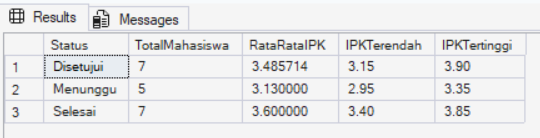 Results Messages
Status TotalMahasiswa RataRataIPK IPKTerendah IPKTertinggi
1 Disetujui 7 3.485714 3.15 3.90
2 Menunggu 5 3.130000 2.95 3.35
3 Selesai 7 3.600000 3.40 3.85